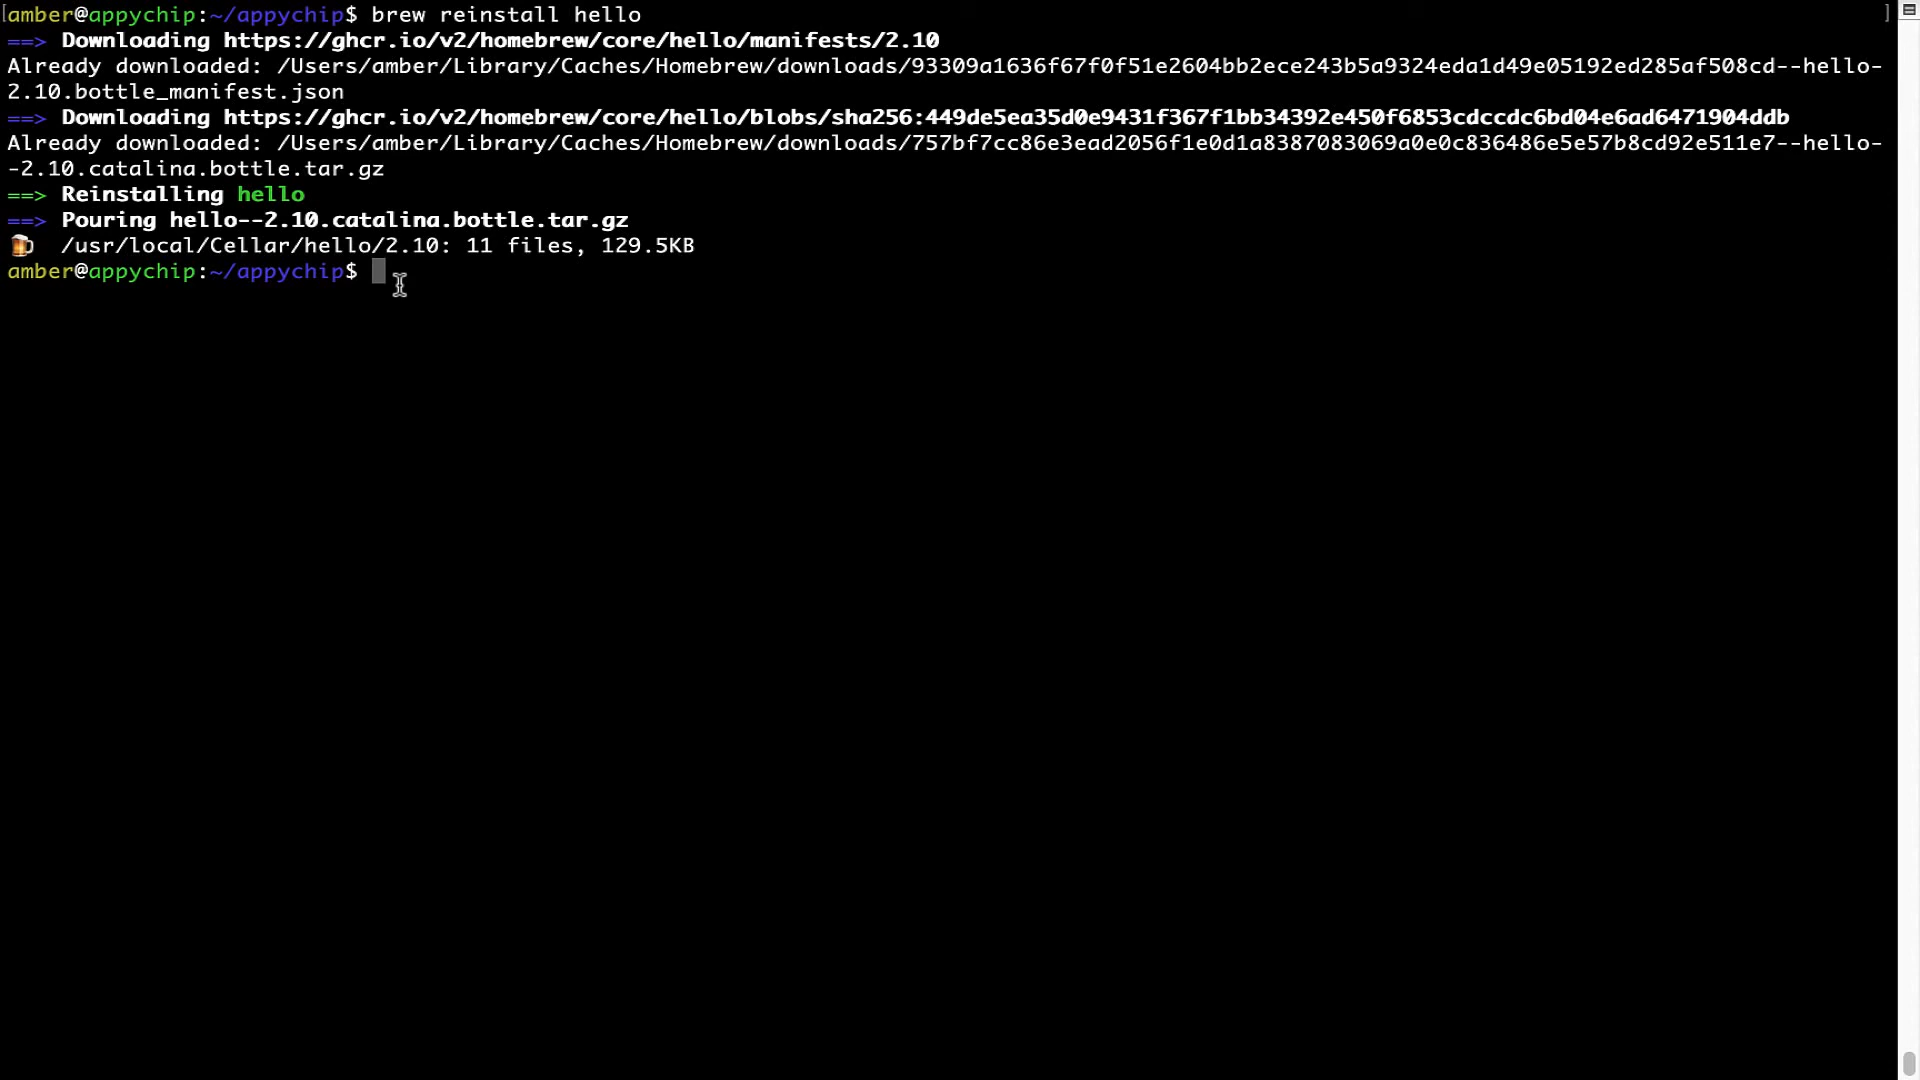 amber@appychip:~/appychip$ brew reinstall hello
==> Downloading https://ghcr.io/v2/homebrew/core/hello/manifests/2.10
Already downloaded: /Users/amber/Library/Caches/Homebrew/downloads/93309a1636f67f0f51e2604bb2ece243b5a9324eda1d49e05192ed285af508cd--hello-
2.10.bottle_manifest.json
==> Downloading https://ghcr.io/v2/homebrew/core/hello/blobs/sha256:449de5ea35d0e9431f367f1bb34392e450f6853cdccdc6bd04e6ad6471904ddb
Already downloaded: /Users/amber/Library/Caches/Homebrew/downloads/757bf7cc86e3ead2056f1e0d1a8387083069a0e0c836486e5e57b8cd92e511e7--hello-
-2.10.catalina.bottle.tar.gz
==> Reinstalling hello
==> Pouring hello--2.10.catalina.bottle.tar.gz
🍺 /usr/local/Cellar/hello/2.10: 11 files, 129.5KB
amber@appychip:~/appychip$